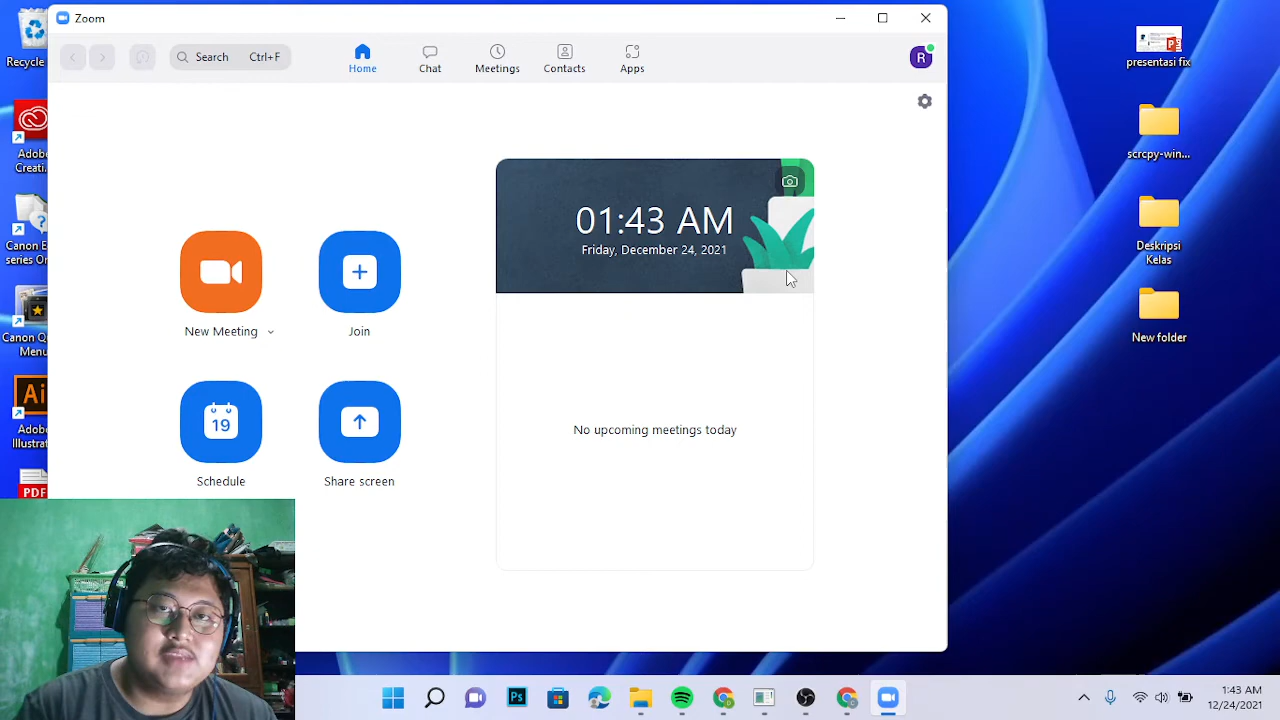 Zoom
Search Ctrl+F
Home
Chat
Meetings
Contacts
Apps
R
01:43 AM
Friday, December 24, 2021
New Meeting
Join
19
Schedule
Share screen
No upcoming meetings today
Recycle
Adobe
Creati...
Canon E
series On
Canon Q
Menu
Ai
Adobe
Illustrat
PDF
presentasi fix
scrcpy-win...
Deskripsi
Kelas
New folder
Ps
1:43 AM
12/24/2021